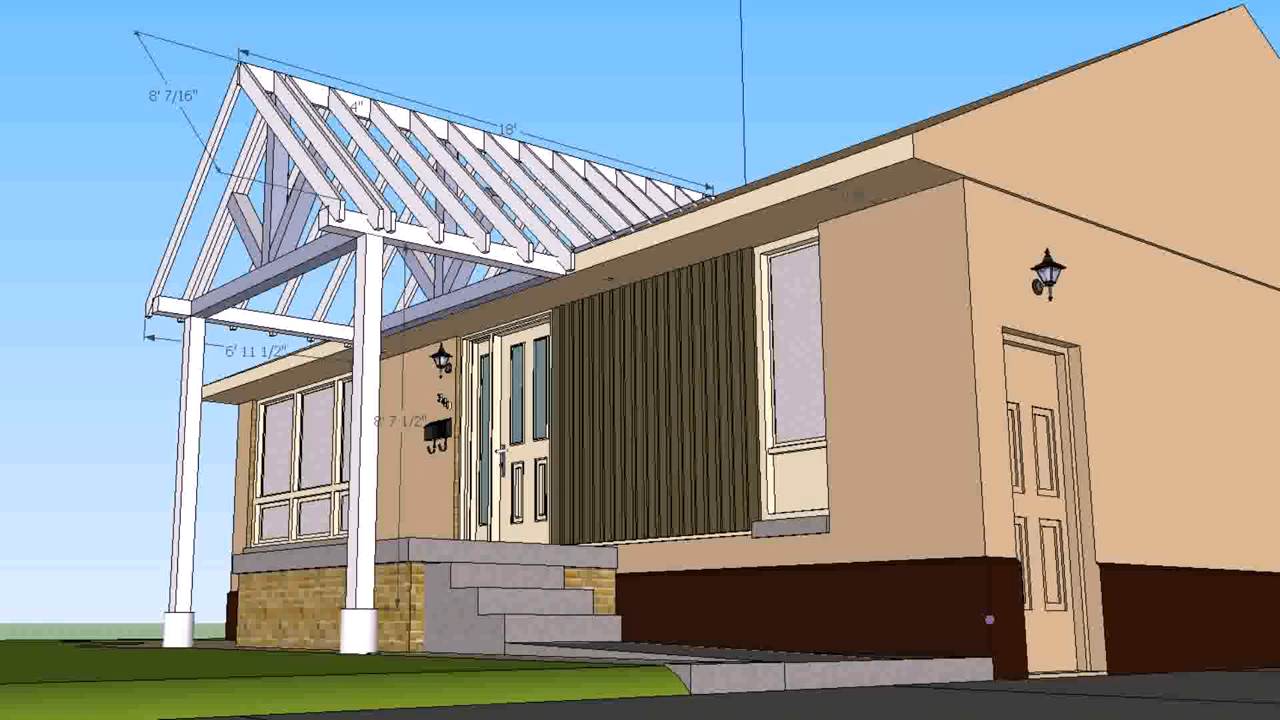 8' 7/16"
4"
18'
6' 11 1/2"
8' 7 1/2"